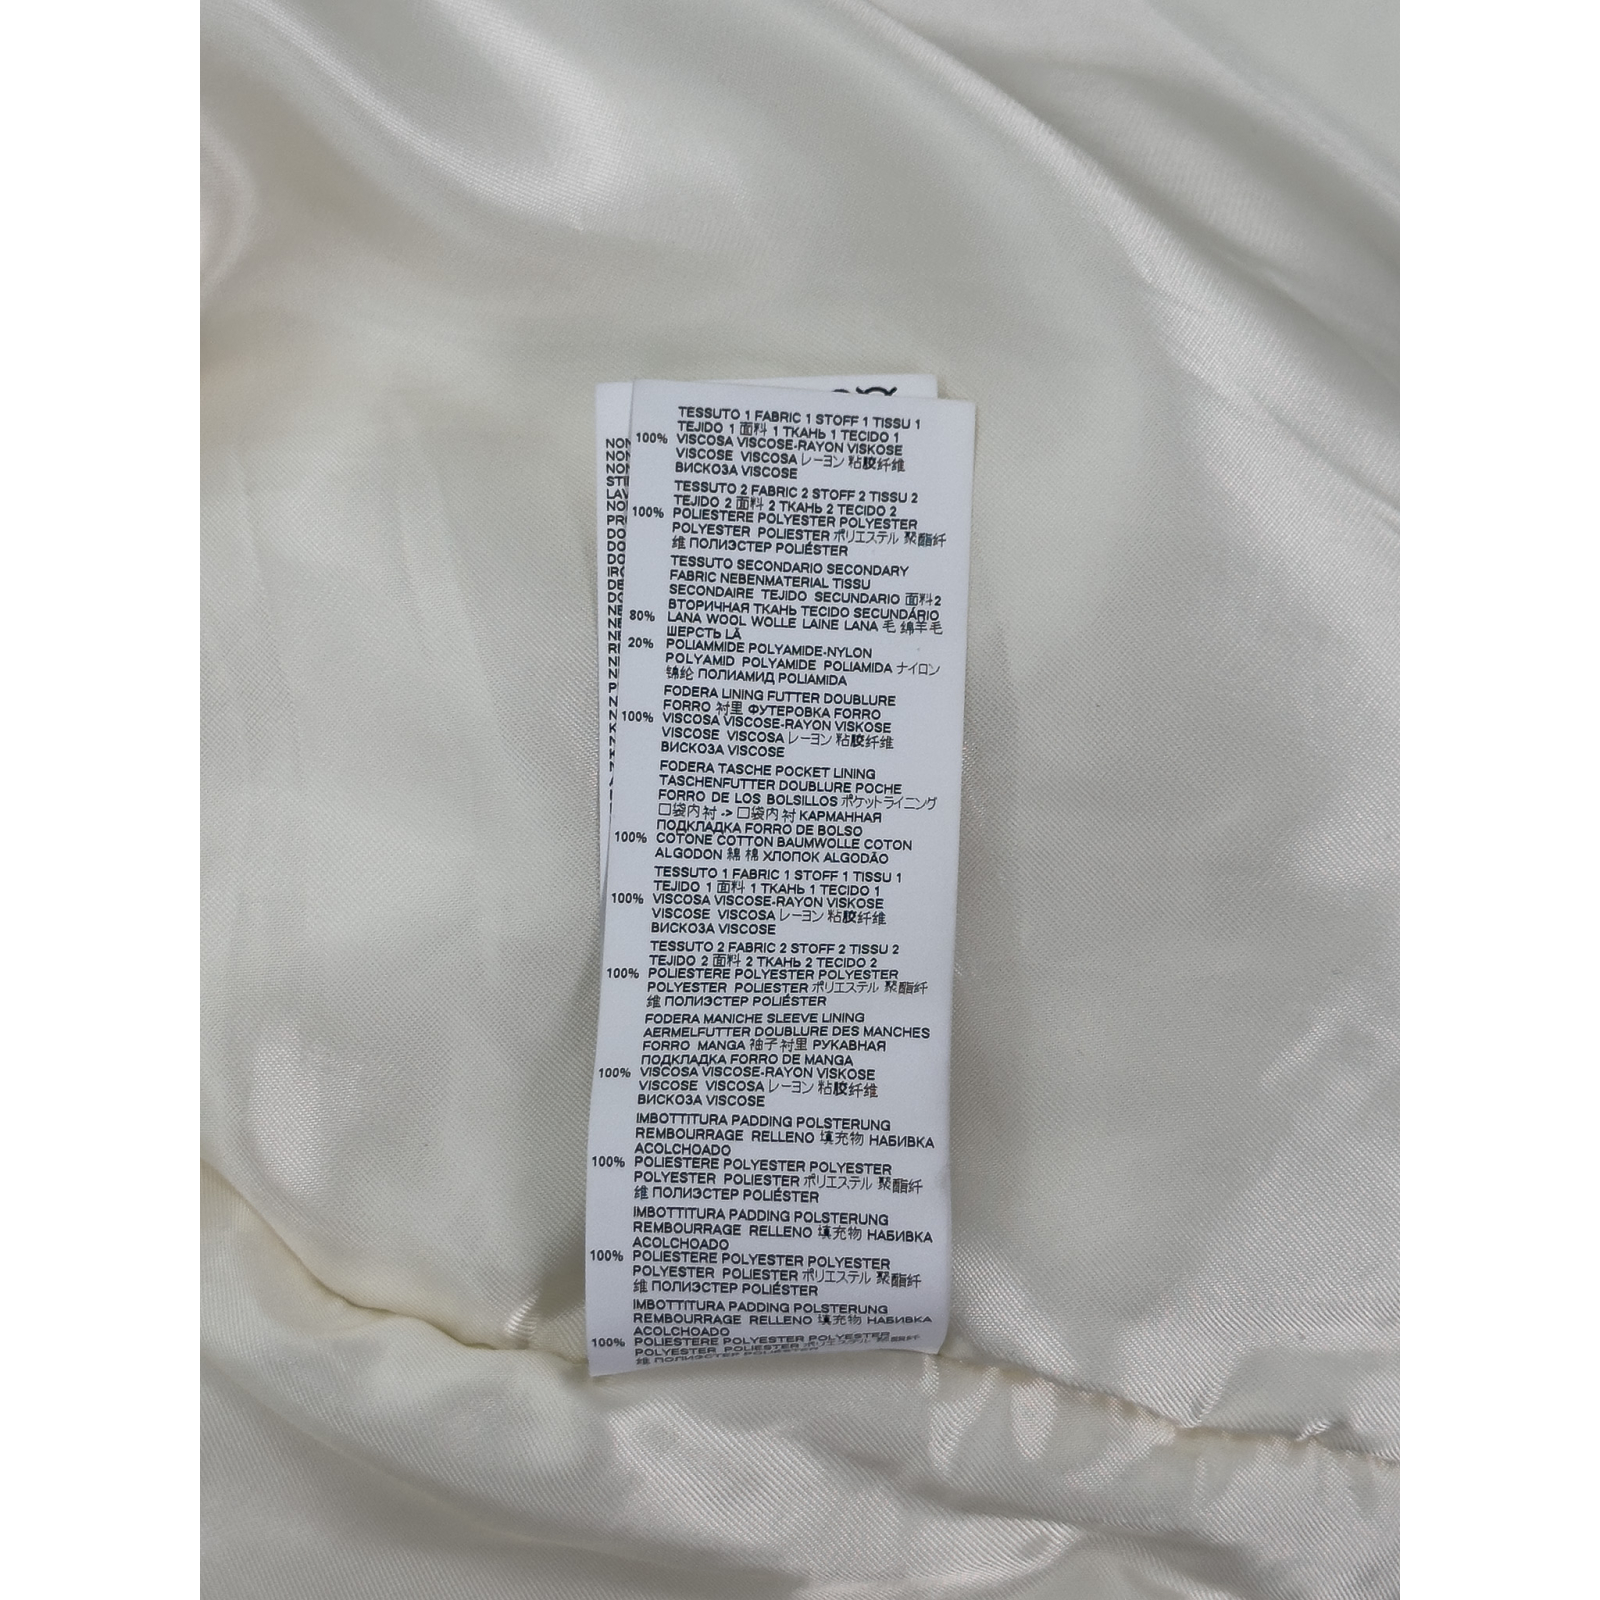 TESSUTO 1 FABRIC 1 STOFF 1 TISSU 1
TEJIDO 1 面料 1 ТКАНЬ 1 TECIDO 1
100% VISCOSA VISCOSE-RAYON VISKOSE
VISCOSE VISCOSA レーヨン 粘胶纤维
ВИСКОЗА VISCOSE
TESSUTO 2 FABRIC 2 STOFF 2 TISSU 2
TEJIDO 2 面料 2 ТКАНЬ 2 TECIDO 2
100% POLIESTERE POLYESTER POLYESTER
POLYESTER POLIESTER ポリエステル 聚酯纤
维 ПОЛИЭСТЕР POLIÉSTER
TESSUTO SECONDARIO SECONDARY
FABRIC NEBENMATERIAL TISSU
SECONDAIRE TEJIDO SECUNDARIO 面料2
ВТОРИЧНАЯ ТКАНЬ TECIDO SECUNDÁRIO
80% LANA WOOL WOLLE LAINE LANA 毛 绵羊毛
ШЕРСТЬ LÃ
20% POLIAMMIDE POLYAMIDE-NYLON
POLYAMID POLYAMIDE POLIAMIDA ナイロン
锦纶 ПОЛИАМИД POLIAMIDA
FODERA LINING FUTTER DOUBLURE
FORRO 衬里 ФУТЕРОВКА FORRO
100% VISCOSA VISCOSE-RAYON VISKOSE
VISCOSE VISCOSA レーヨン 粘胶纤维
ВИСКОЗА VISCOSE
FODERA TASCHE POCKET LINING
TASCHENFUTTER DOUBLURE POCHE
FORRO DE LOS BOLSILLOS ポケットライニング
口袋内衬 -> 口袋内衬 КАРМАННАЯ
ПОДКЛАДКА FORRO DE BOLSO
100% COTONE COTTON BAUMWOLLE COTON
ALGODON 綿 棉 ХЛОПОК ALGODÃO
TESSUTO 1 FABRIC 1 STOFF 1 TISSU 1
TEJIDO 1 面料 1 ТКАНЬ 1 TECIDO 1
100% VISCOSA VISCOSE-RAYON VISKOSE
VISCOSE VISCOSA レーヨン 粘胶纤维
ВИСКОЗА VISCOSE
TESSUTO 2 FABRIC 2 STOFF 2 TISSU 2
TEJIDO 2 面料 2 ТКАНЬ 2 TECIDO 2
100% POLIESTERE POLYESTER POLYESTER
POLYESTER POLIESTER ポリエステル 聚酯纤
维 ПОЛИЭСТЕР POLIÉSTER
FODERA MANICHE SLEEVE LINING
AERMELFUTTER DOUBLURE DES MANCHES
FORRO MANGA 袖子衬里 РУКАВНАЯ
ПОДКЛАДКА FORRO DE MANGA
100% VISCOSA VISCOSE-RAYON VISKOSE
VISCOSE VISCOSA レーヨン 粘胶纤维
ВИСКОЗА VISCOSE
IMBOTTITURA PADDING POLSTERUNG
REMBOURRAGE RELLENO 填充物 НАБИВКА
ACOLCHOADO
100% POLIESTERE POLYESTER POLYESTER
POLYESTER POLIESTER ポリエステル 聚酯纤
维 ПОЛИЭСТЕР POLIÉSTER
IMBOTTITURA PADDING POLSTERUNG
REMBOURRAGE RELLENO 填充物 НАБИВКА
ACOLCHOADO
100% POLIESTERE POLYESTER POLYESTER
POLYESTER POLIESTER ポリエステル 聚酯纤
维 ПОЛИЭСТЕР POLIÉSTER
IMBOTTITURA PADDING POLSTERUNG
REMBOURRAGE RELLENO 填充物 НАБИВКА
ACOLCHOADO
100% POLIESTERE POLYESTER POLYESTER
POLYESTER POLIESTER ポリエステル 聚酯纤
维 ПОЛИЭСТЕР POLIÉSTER